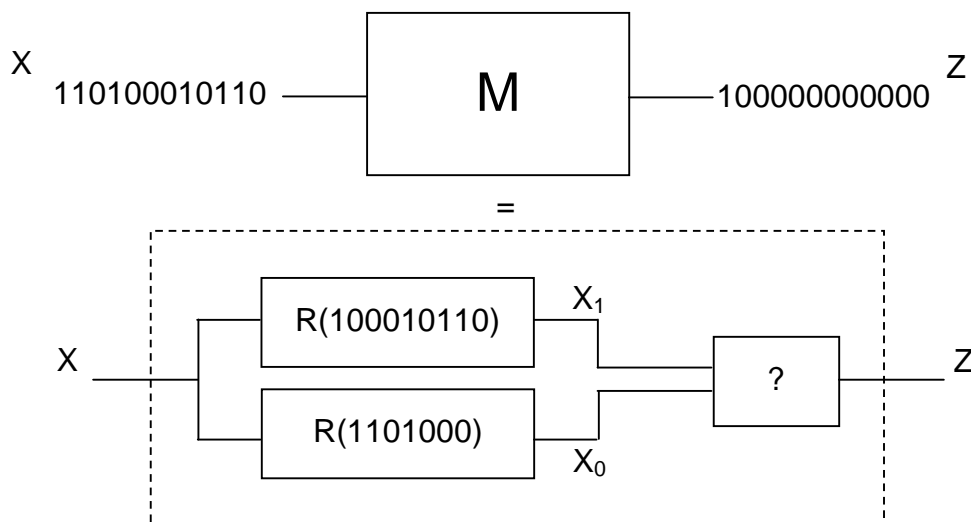 X
110100010110
M
Z
100000000000
=
R(100010110)
X₁
X
?
Z
R(1101000)
X₀